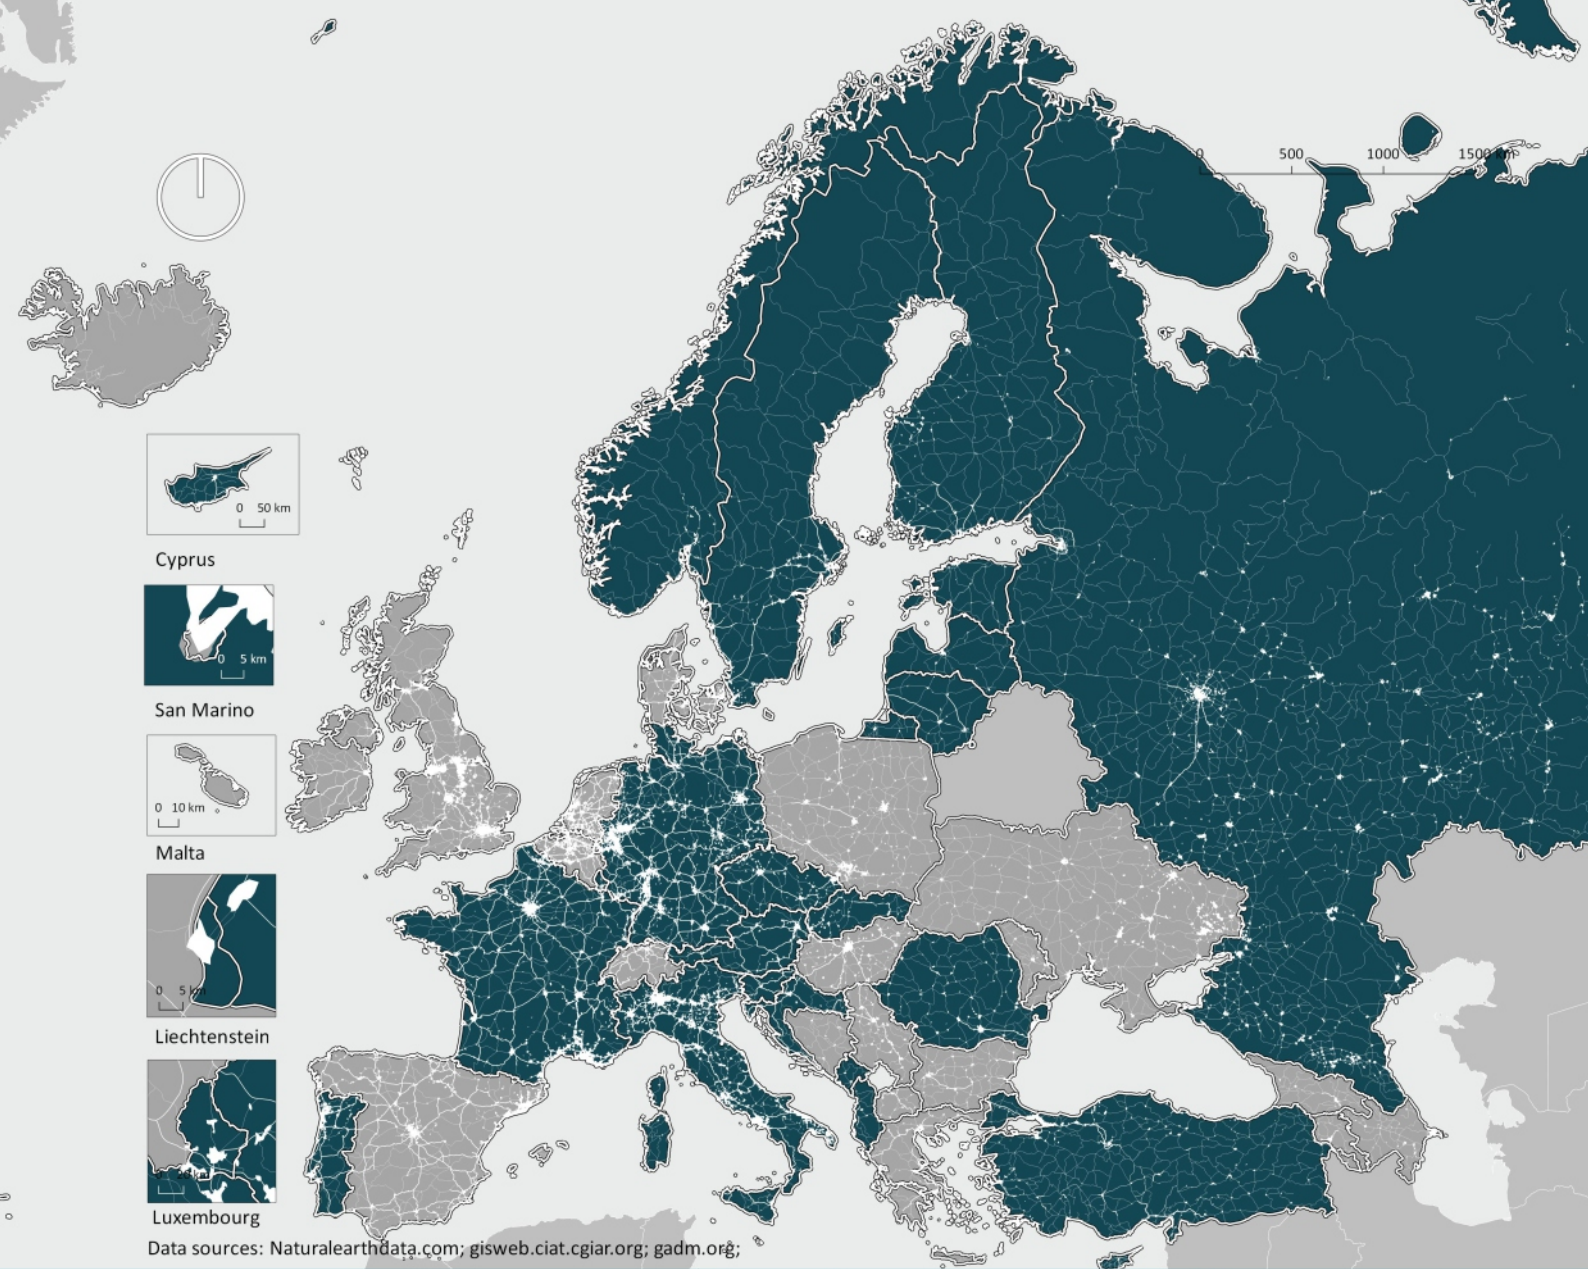 0 500 1000 1500 km
0 50 km
Cyprus
0 5 km
San Marino
0 10 km
Malta
0 5 km
Liechtenstein
Luxembourg
Data sources: Naturalearthdata.com; gisweb.ciat.cgiar.org; gadm.org;